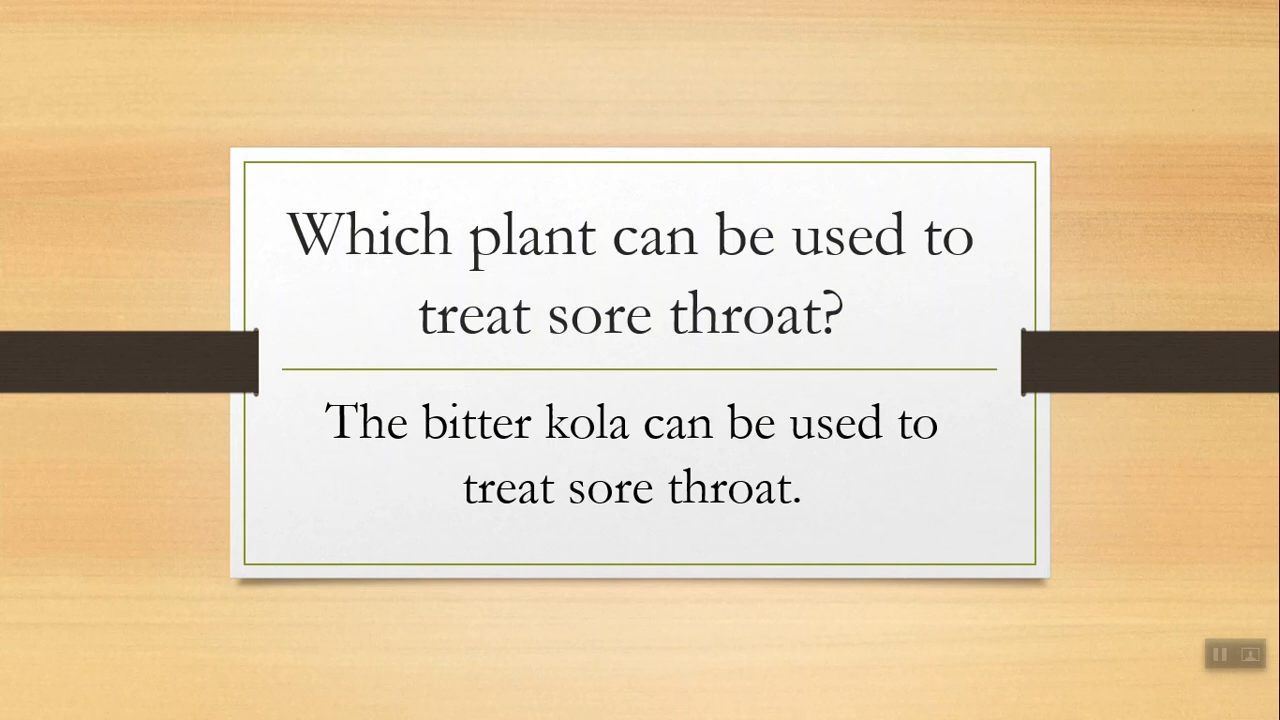 Which plant can be used to
treat sore throat?
The bitter kola can be used to
treat sore throat.